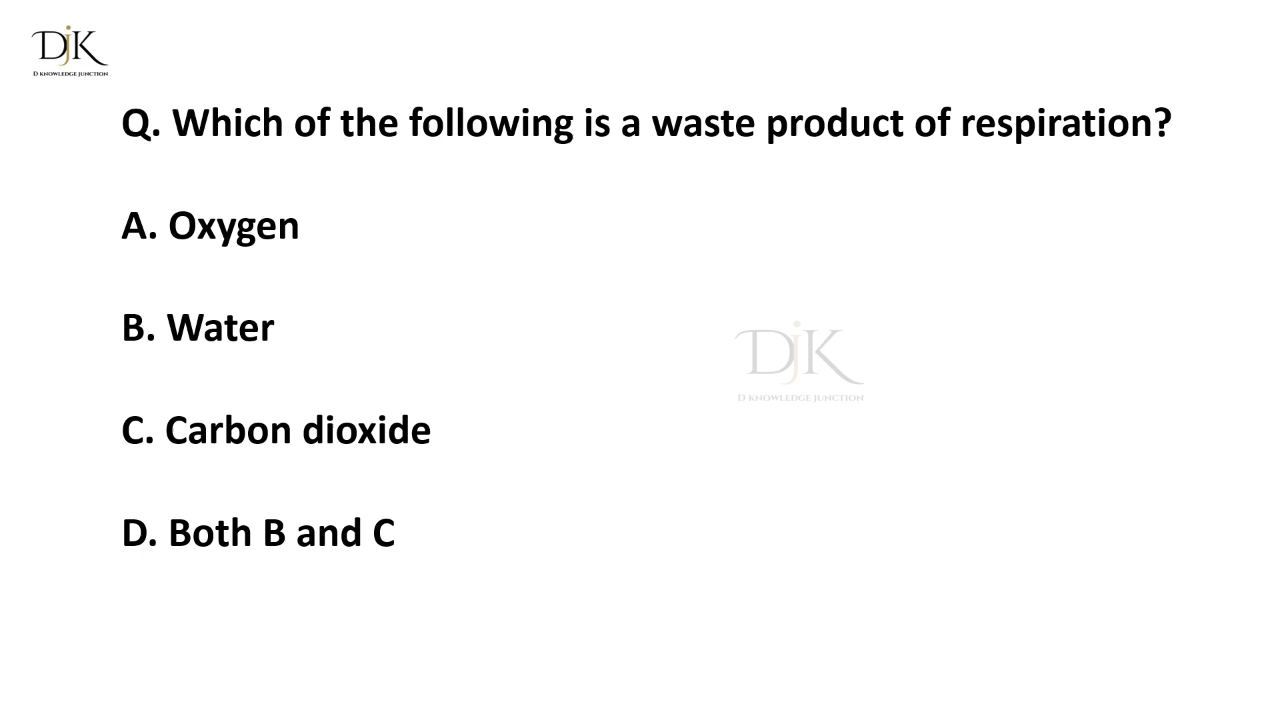 DjK
D KNOWLEDGE JUNCTION
Q. Which of the following is a waste product of respiration?
A. Oxygen
B. Water
DjK
D KNOWLEDGE JUNCTION
C. Carbon dioxide
D. Both B and C